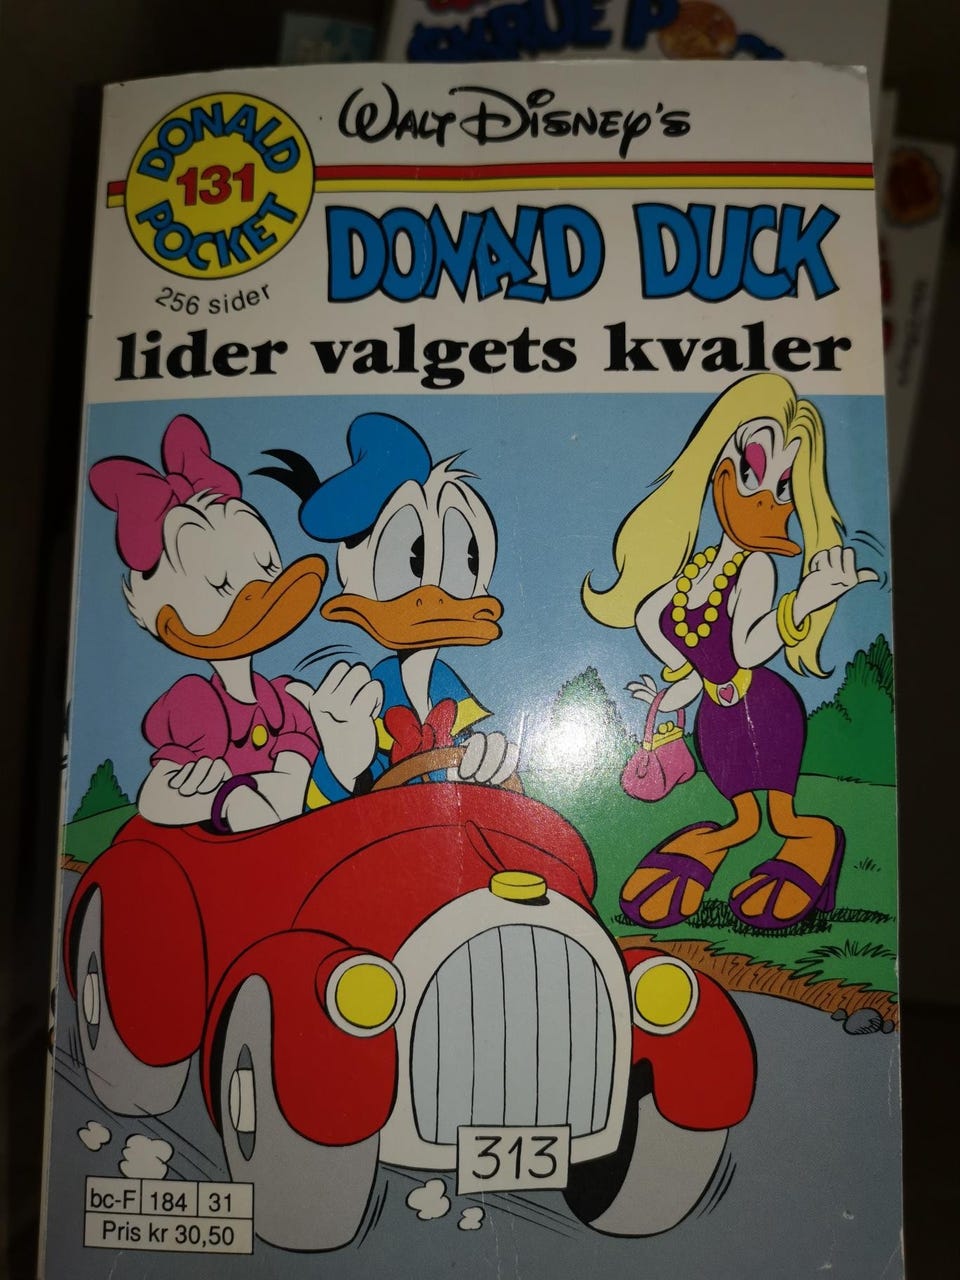 WALT DISNEY'S
DONALD
131
POCKET
256 sider
DONALD DUCK
lider valgets kvaler
313
bc-F 184 31
Pris kr 30,50